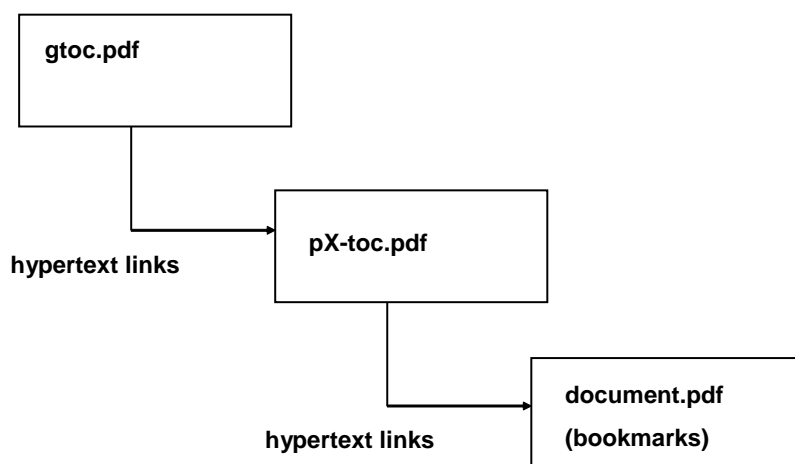 gtoc.pdf
pX-toc.pdf
hypertext links
document.pdf
(bookmarks)
hypertext links